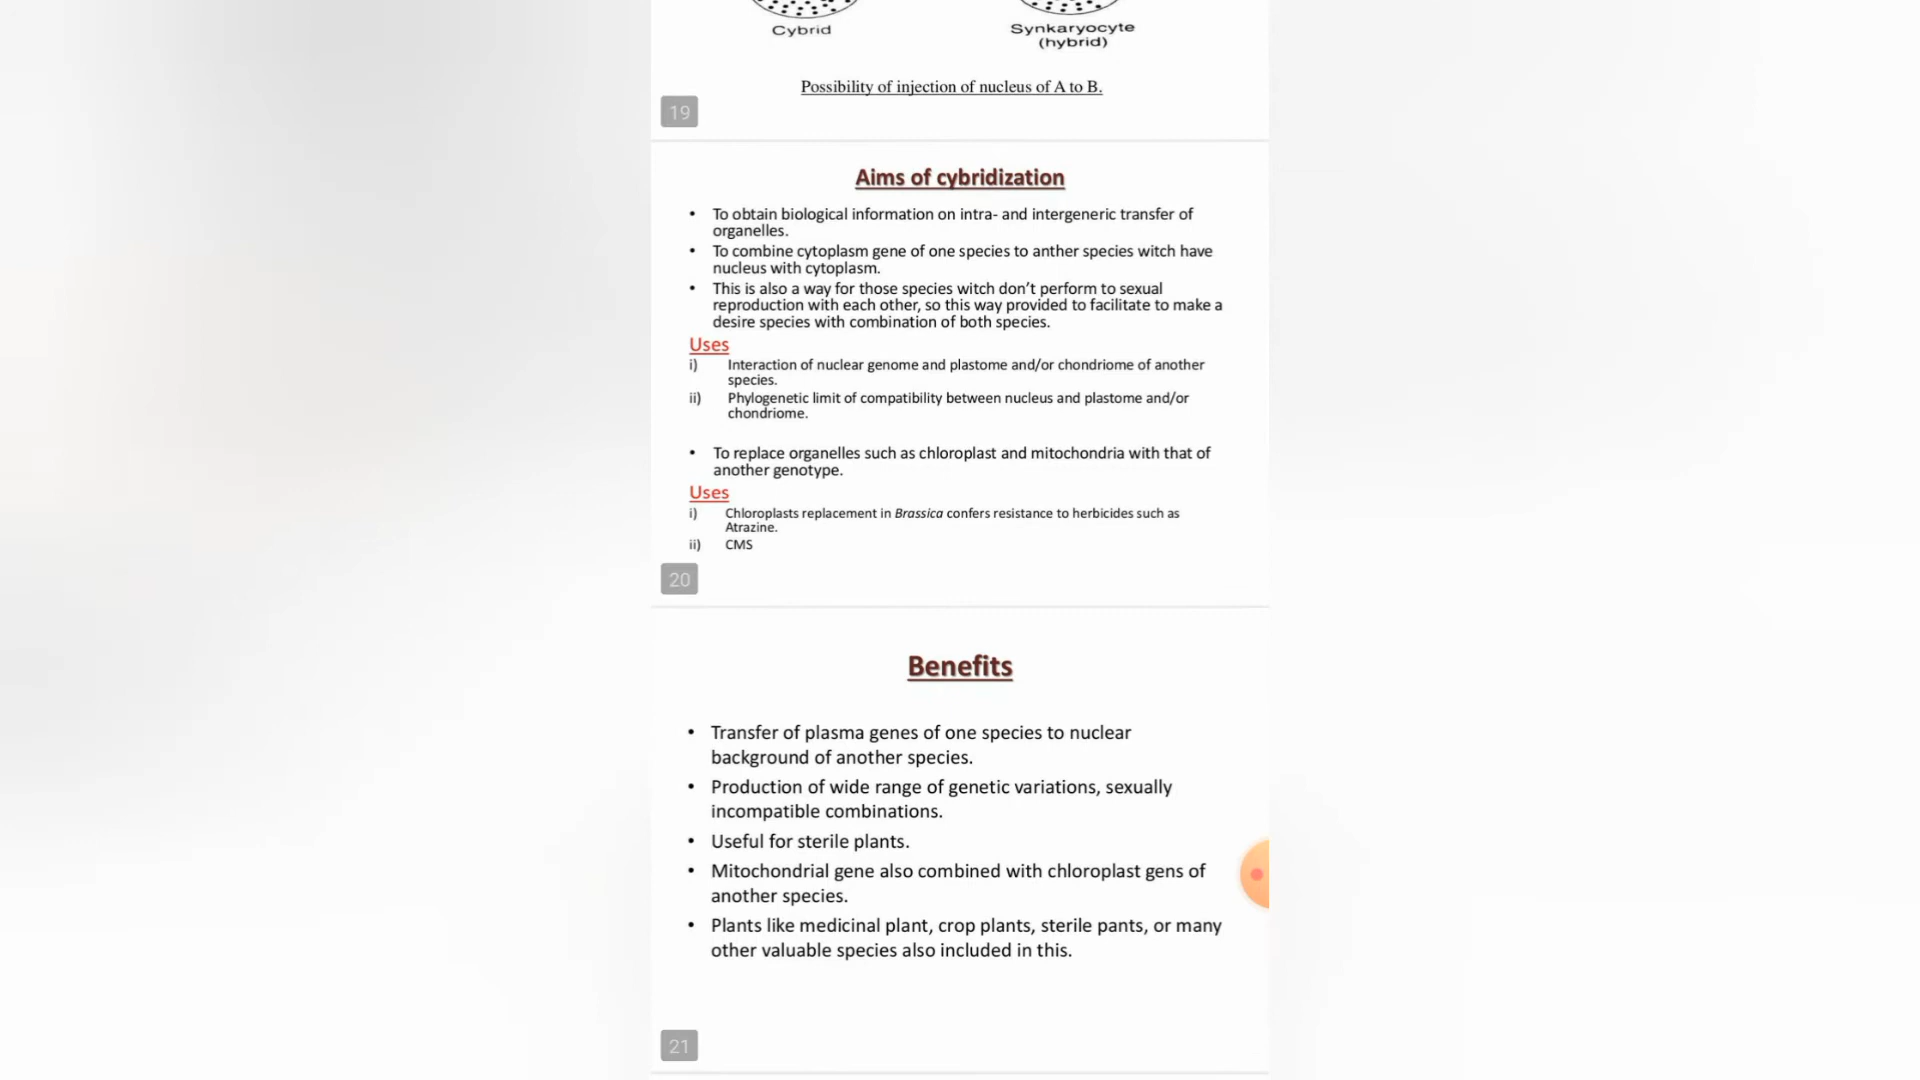 Cybrid
Synkaryocyte
(hybrid)
Possibility of injection of nucleus of A to B.
19
Aims of cybridization
• To obtain biological information on intra- and intergeneric transfer of
organelles.
• To combine cytoplasm gene of one species to anther species witch have
nucleus with cytoplasm.
• This is also a way for those species witch don’t perform to sexual
reproduction with each other, so this way provided to facilitate to make a
desire species with combination of both species.
Uses
i) Interaction of nuclear genome and plastome and/or chondriome of another
species.
ii) Phylogenetic limit of compatibility between nucleus and plastome and/or
chondriome.
• To replace organelles such as chloroplast and mitochondria with that of
another genotype.
Uses
i) Chloroplasts replacement in Brassica confers resistance to herbicides such as
Atrazine.
ii) CMS
20
Benefits
• Transfer of plasma genes of one species to nuclear
background of another species.
• Production of wide range of genetic variations, sexually
incompatible combinations.
• Useful for sterile plants.
• Mitochondrial gene also combined with chloroplast gens of
another species.
• Plants like medicinal plant, crop plants, sterile pants, or many
other valuable species also included in this.
21